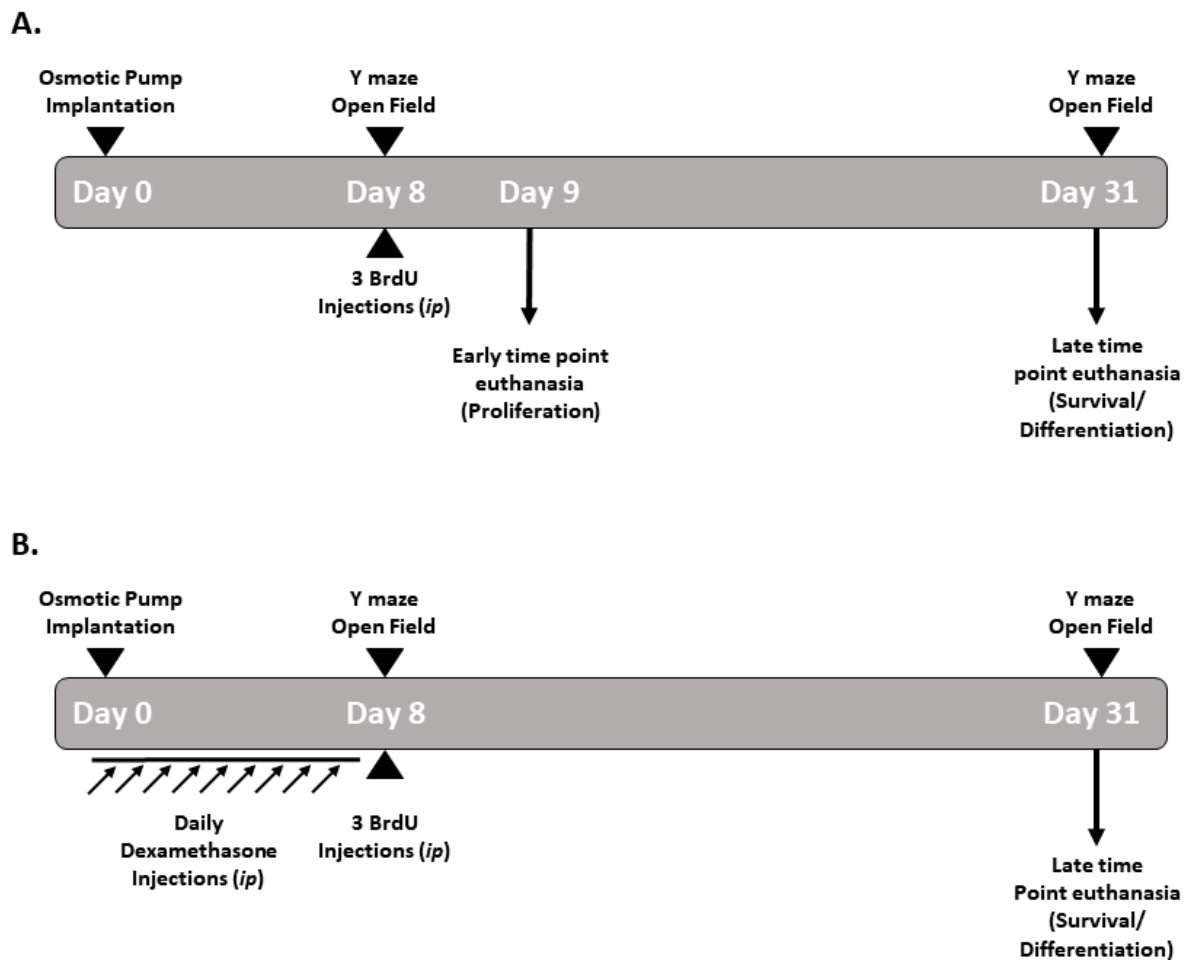 A.
Osmotic Pump
Implantation
Y maze
Open Field
Y maze
Open Field
Day 0
Day 8
Day 9
Day 31
3 BrdU
Injections (ip)
Early time point
euthanasia
(Proliferation)
Late time
point euthanasia
(Survival/
Differentiation)
B.
Osmotic Pump
Implantation
Y maze
Open Field
Y maze
Open Field
Day 0
Day 8
Day 31
Daily
Dexamethasone
Injections (ip)
3 BrdU
Injections (ip)
Late time
Point euthanasia
(Survival/
Differentiation)